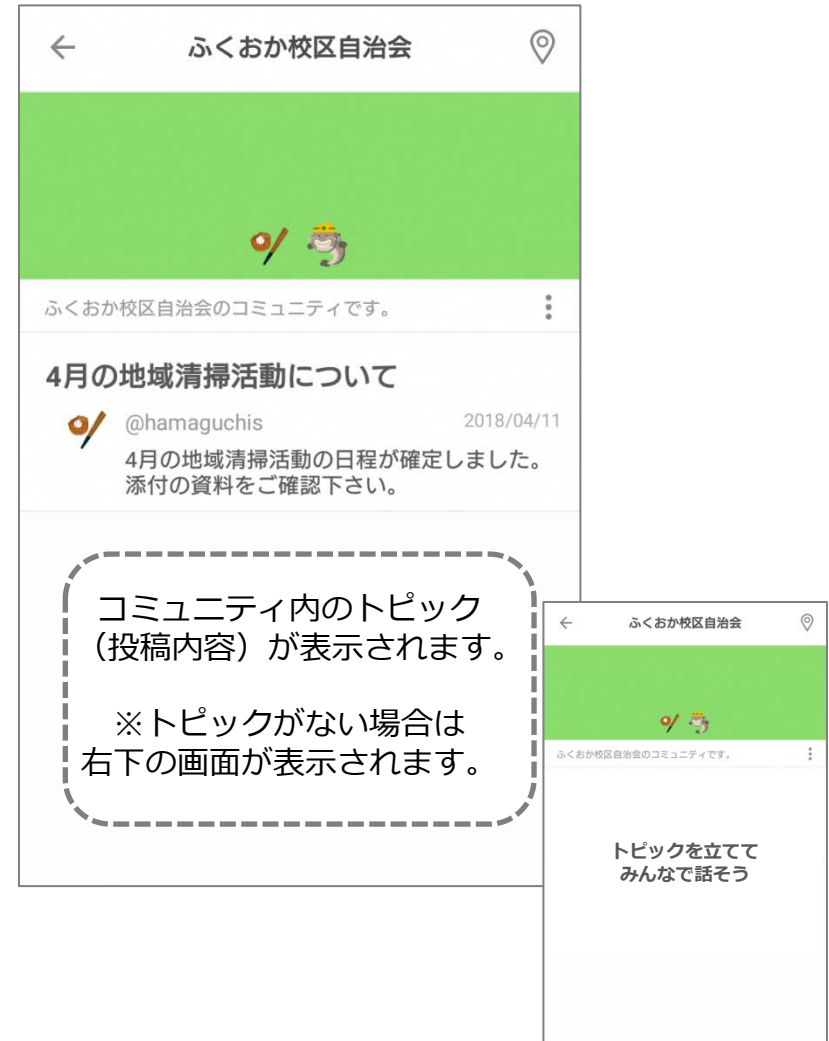 ふくおか校区自治会
ふくおか校区自治会のコミュニティです。
4月の地域清掃活動について
@hamaguchis 2018/04/11
4月の地域清掃活動の日程が確定しました。
添付の資料をご確認下さい。
コミュニティ内のトピック
（投稿内容）が表示されます。
※トピックがない場合は
右下の画面が表示されます。
ふくおか校区自治会
ふくおか校区自治会のコミュニティです。
トピックを立てて
みんなで話そう